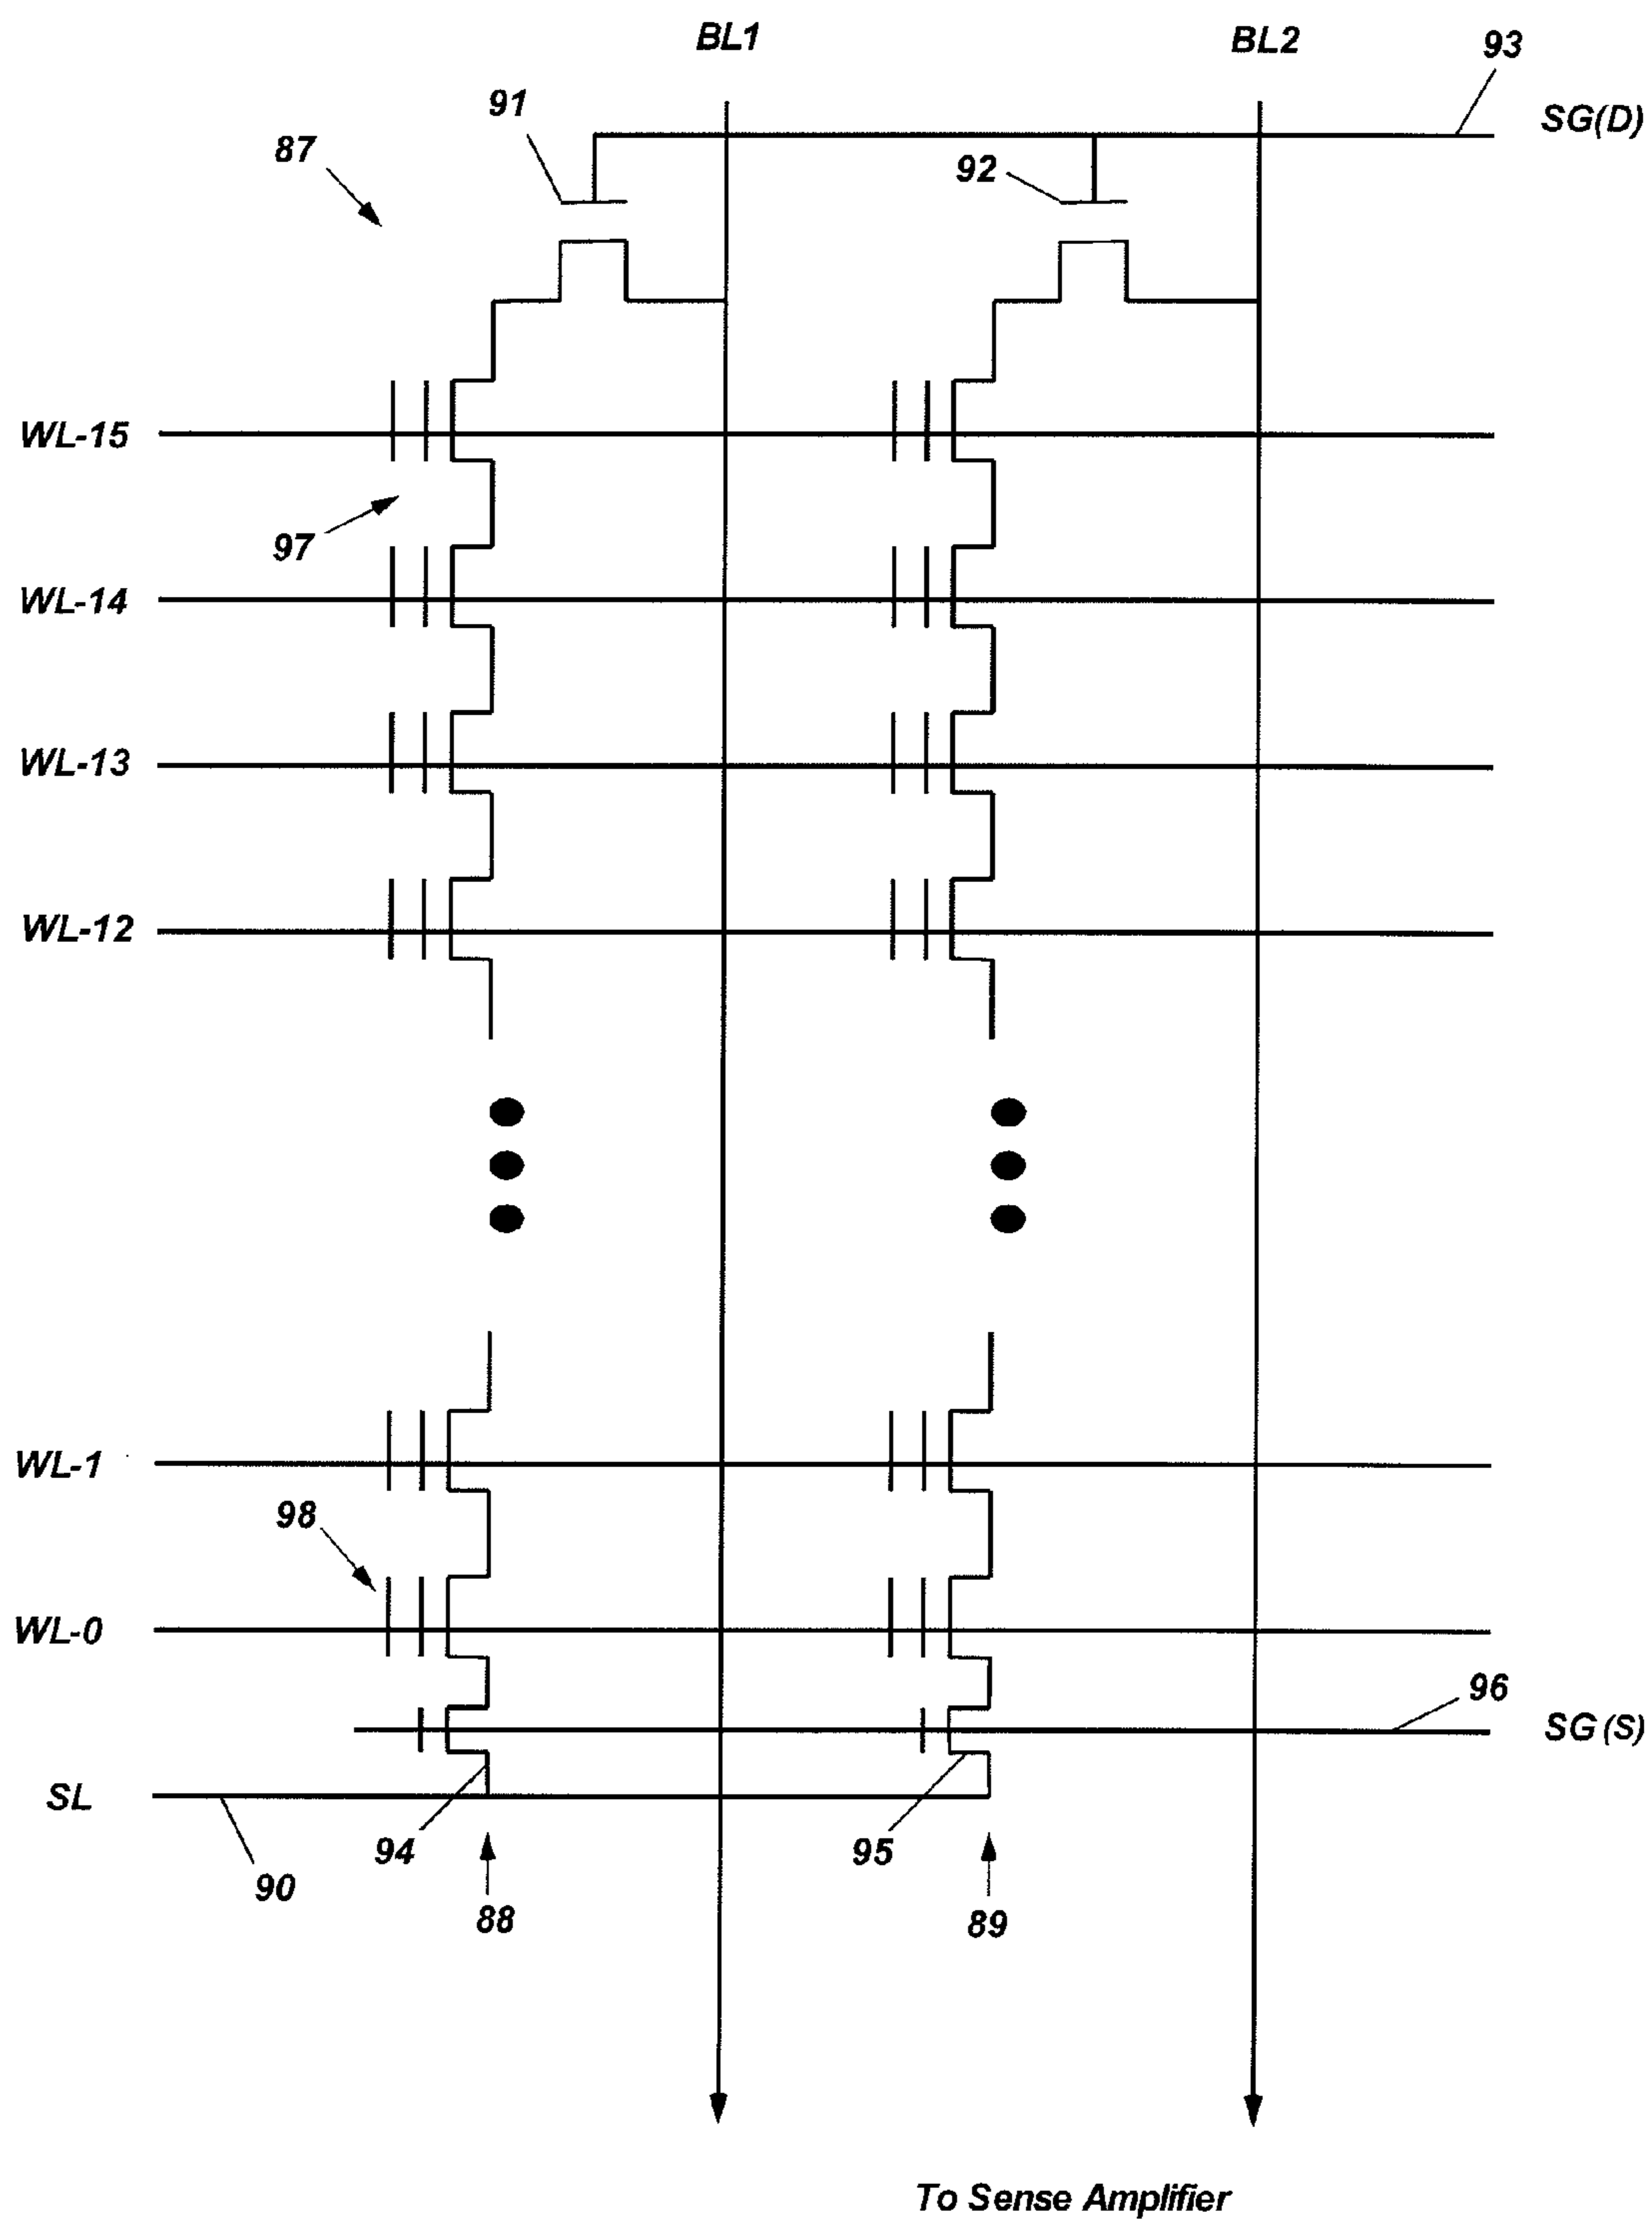 BL1
BL2
93
SG(D)
91
87
92
WL-15
97
WL-14
WL-13
WL-12
WL-1
98
WL-0
96
SG (S)
SL
94
95
90
88
89
To Sense Amplifier